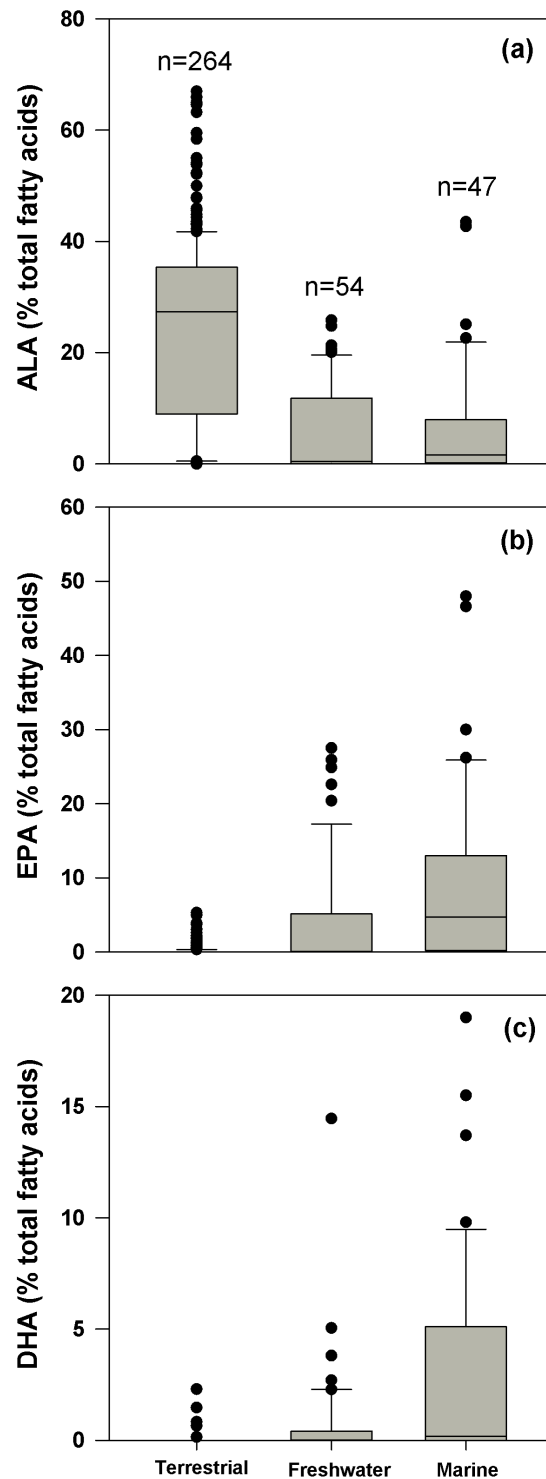 80
(a)
n=264
60
n=47
40
n=54
20
0
ALA (% total fatty acids)
60
(b)
50
40
30
20
10
0
EPA (% total fatty acids)
20
(c)
15
10
5
0
DHA (% total fatty acids)
Terrestrial Freshwater Marine